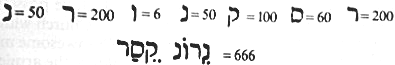 נ =50 ר =200 ו =6 נ =50 ק =100 ס =60 ר =200
נֵרוֹנ קֵסַר =666